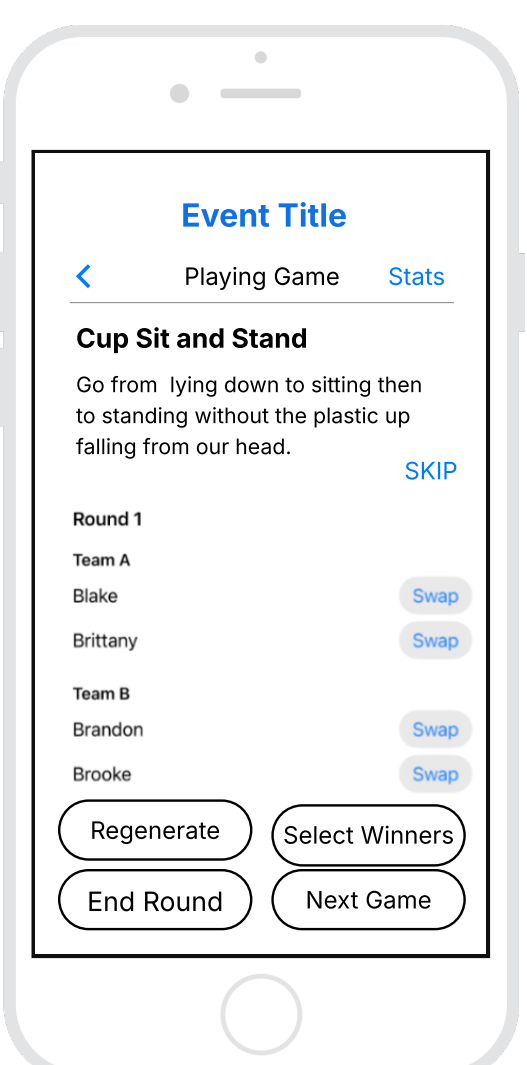 Event Title
Playing Game Stats
Cup Sit and Stand
Go from  lying down to sitting then
to standing without the plastic up
falling from our head.
SKIP
Round 1
Team A
Blake Swap
Brittany Swap
Team B
Brandon Swap
Brooke Swap
Regenerate Select Winners
End Round Next Game